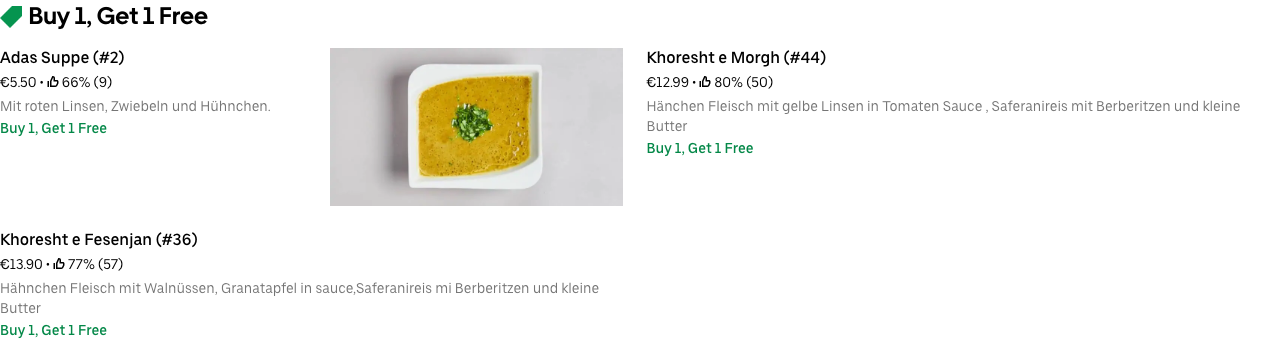 Buy 1, Get 1 Free
Adas Suppe (#2)
€5.50 • 66% (9)
Mit roten Linsen, Zwiebeln und Hühnchen.
Buy 1, Get 1 Free
Khoresht e Morgh (#44)
€12.99 • 80% (50)
Hänchen Fleisch mit gelbe Linsen in Tomaten Sauce , Saferanireis mit Berberitzen und kleine
Butter
Buy 1, Get 1 Free
Khoresht e Fesenjan (#36)
€13.90 • 77% (57)
Hähnchen Fleisch mit Walnüssen, Granatapfel in sauce,Saferanireis mi Berberitzen und kleine
Butter
Buy 1, Get 1 Free